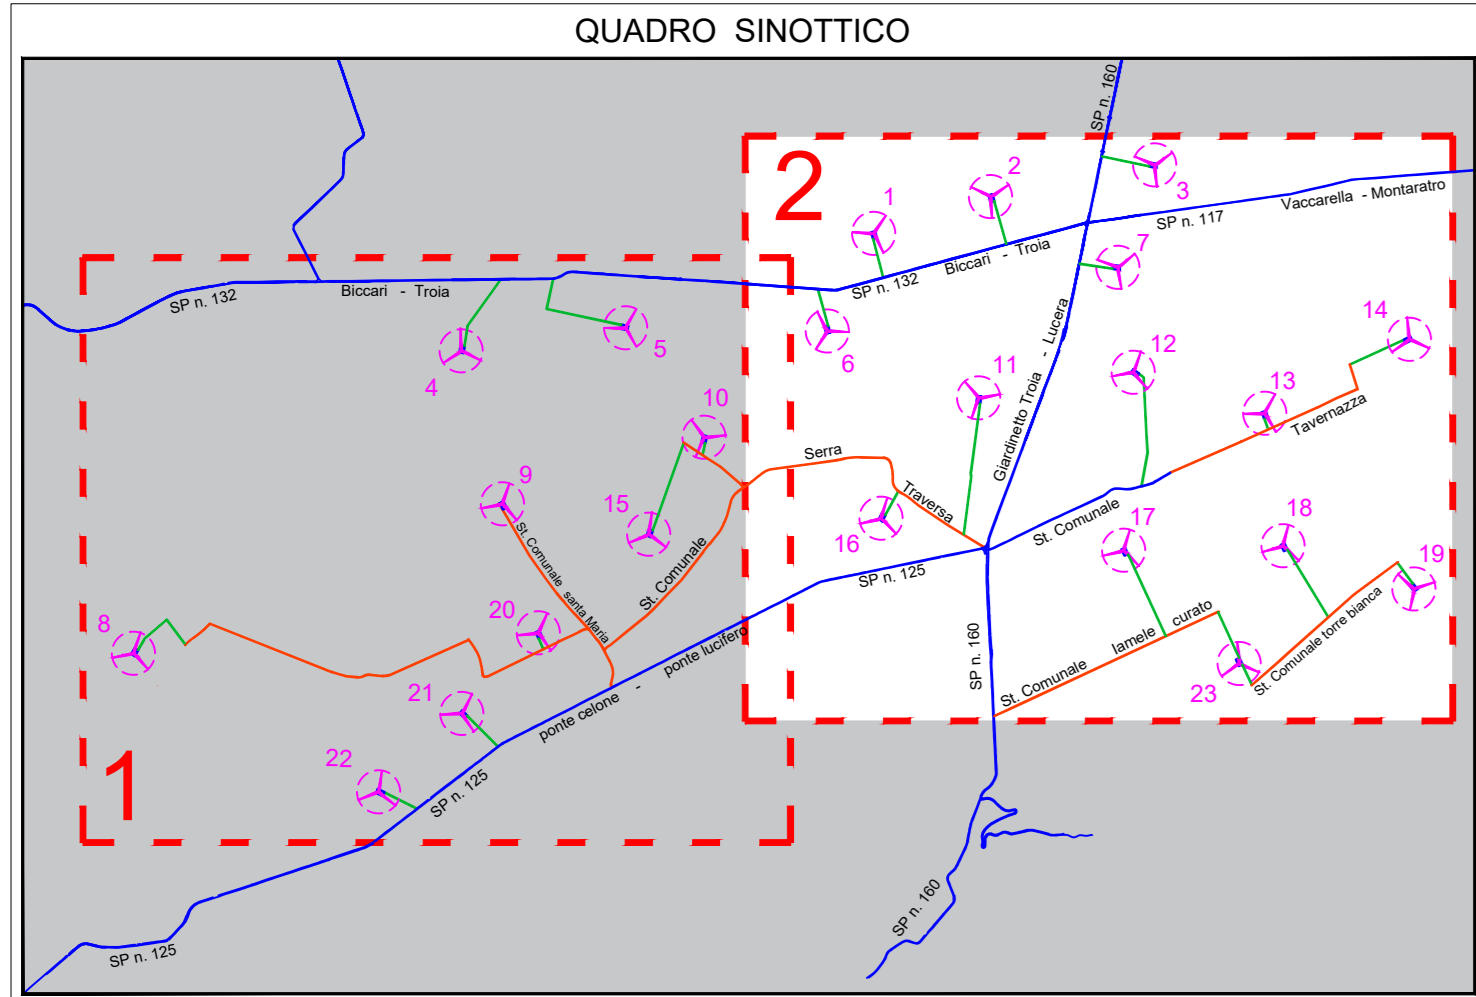 QUADRO SINOTTICO
SP n. 160
2
1
2
3
Vaccarella - Montaratro
SP n. 117
Biccari - Troia
SP n. 132
7
6
SP n. 132
Biccari - Troia
4
5
Giardinetto Troia - Lucera
11
12
13
14
Tavernazza
St. Comunale
10
9
15
Serra
Traversa
16
St. Comunale
St. Comunale santa Maria
SP n. 125
ponte celone - ponte lucifero
8
20
21
22
1
SP n. 125
SP n. 125
17
18
19
23
St. Comunale lamele curato
St. Comunale torre bianca
SP n. 160
SP n. 160